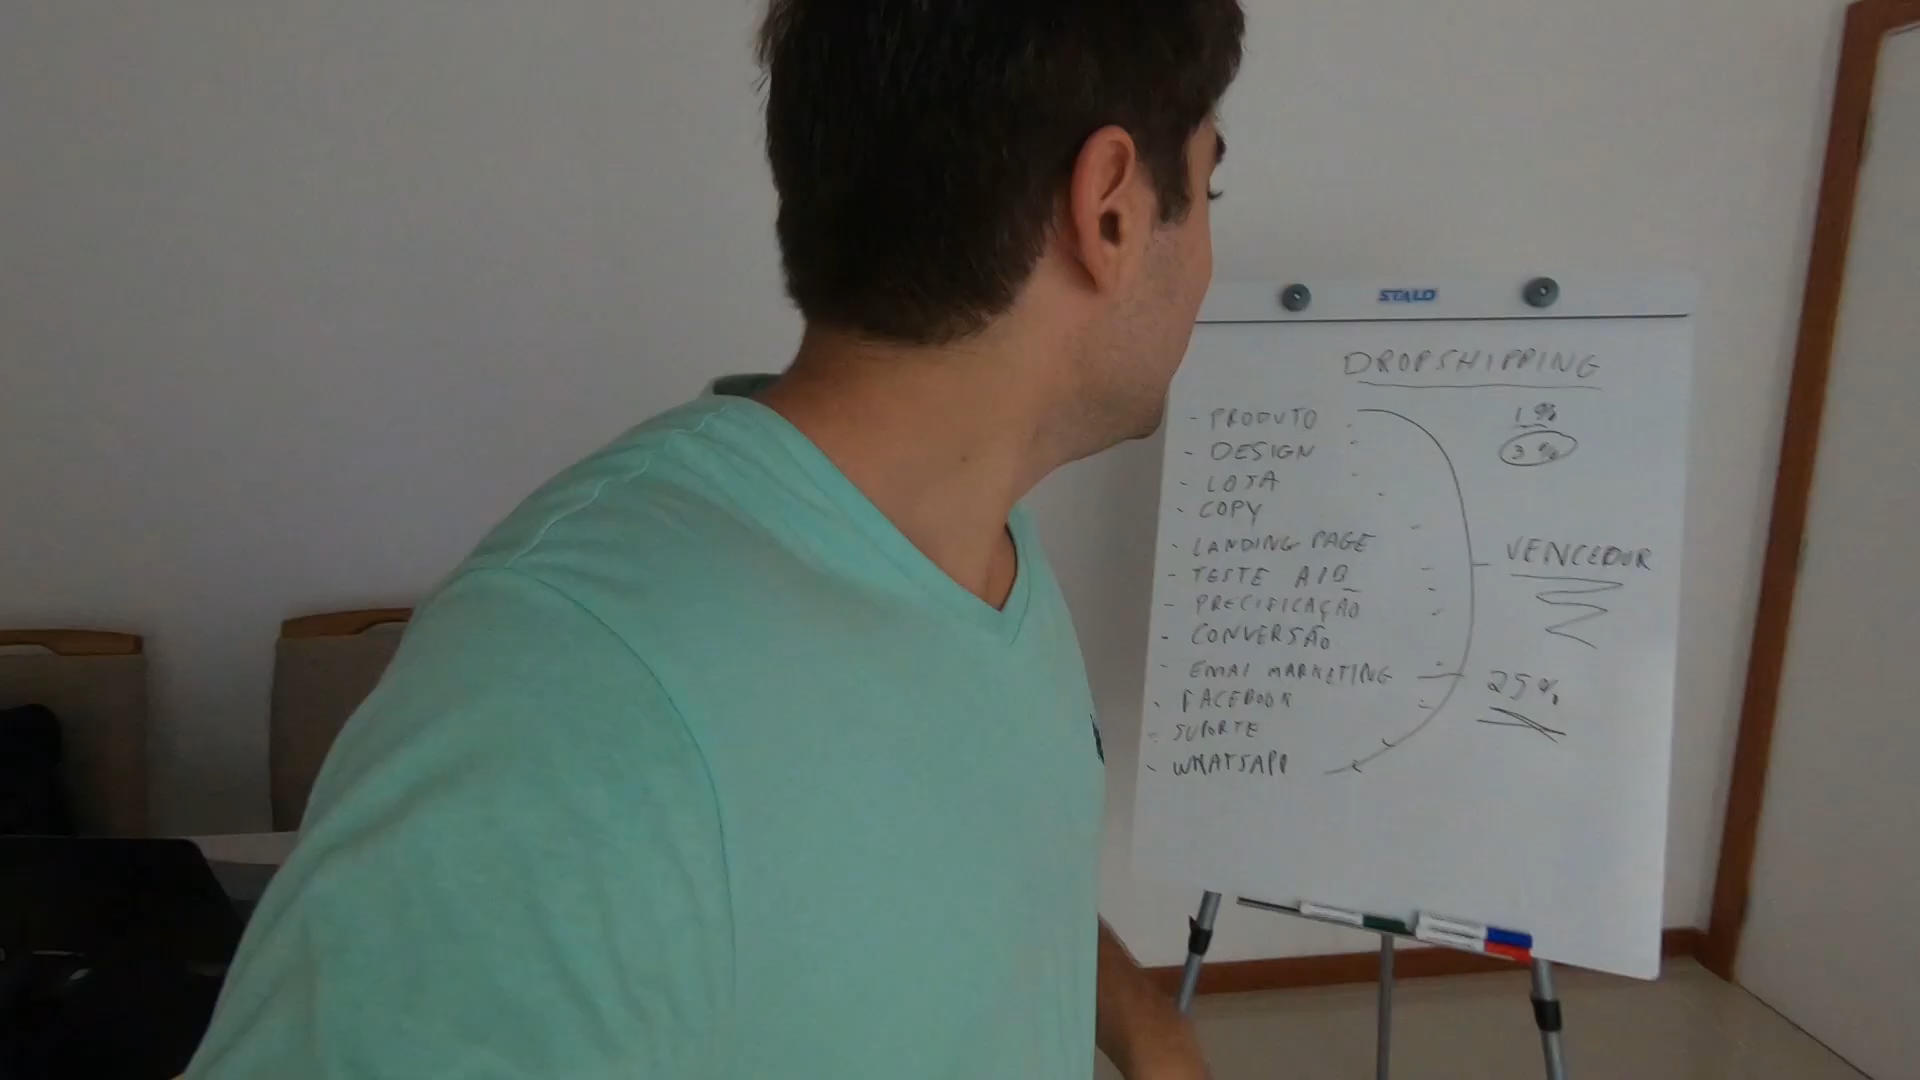 STALO
DROPSHIPPING
- PRODUTO
- DESIGN
- LOJA
- COPY
- LANDING PAGE
- TESTE A/B
- PRECIFICAÇÃO
- CONVERSÃO
- EMAI MARKETING
- FACEBOOK
- SUPORTE
- WHATSAPP
1%
3%
VENCEDOR
25%